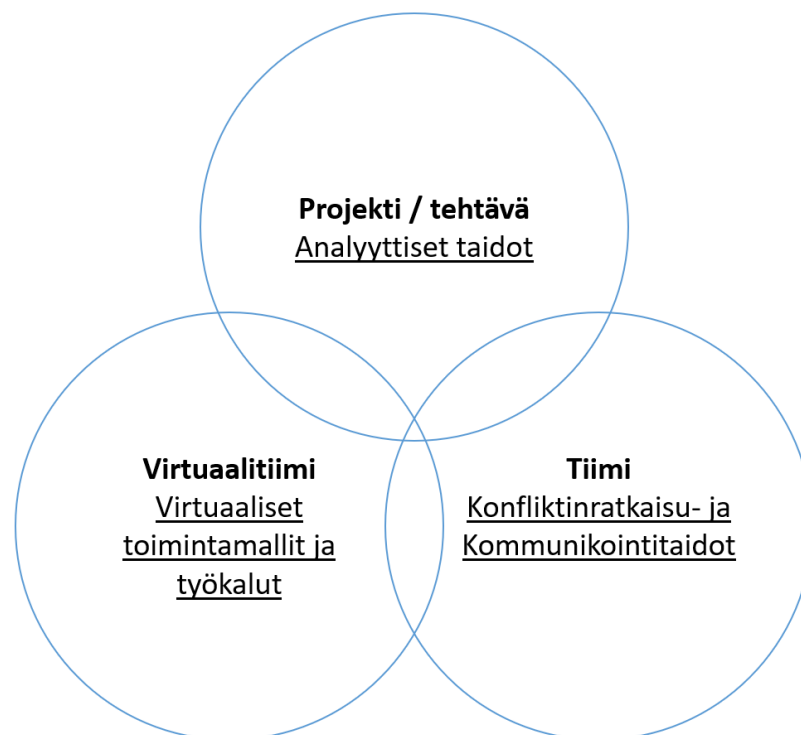 Projekti / tehtävä
Analyyttiset taidot
Virtuaalitiimi
Virtuaaliset
toimintamallit ja
työkalut
Tiimi
Konfliktinratkaisu- ja
Kommunikointitaidot